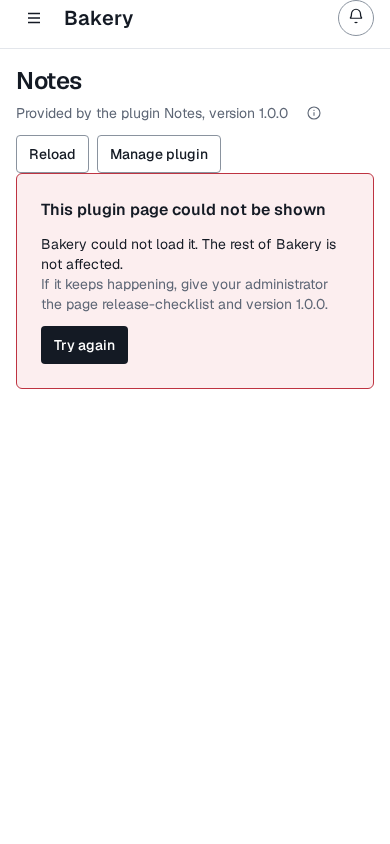 Bakery
Notes
Provided by the plugin Notes, version 1.0.0
Reload
Manage plugin
This plugin page could not be shown
Bakery could not load it. The rest of Bakery is
not affected.
If it keeps happening, give your administrator
the page release-checklist and version 1.0.0.
Try again